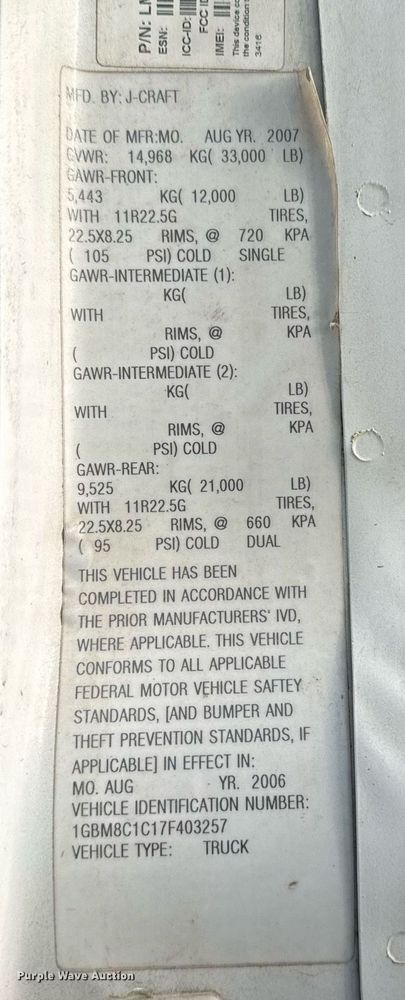 P/N: LN
ESN:
ICC-ID:
FCC ID
IMEI:
This device co
the condition t
3416
MFD. BY: J-CRAFT
DATE OF MFR:MO. AUG YR. 2007
GVWR: 14,968 KG( 33,000 LB)
GAWR-FRONT:
5,443 KG( 12,000 LB)
WITH 11R22.5G TIRES,
22.5X8.25 RIMS, @ 720 KPA
( 105 PSI) COLD SINGLE
GAWR-INTERMEDIATE (1):
KG( LB)
WITH TIRES,
RIMS, @ KPA
( PSI) COLD
GAWR-INTERMEDIATE (2):
KG( LB)
WITH TIRES,
RIMS, @ KPA
( PSI) COLD
GAWR-REAR:
9,525 KG( 21,000 LB)
WITH 11R22.5G TIRES,
22.5X8.25 RIMS, @ 660 KPA
( 95 PSI) COLD DUAL
THIS VEHICLE HAS BEEN
COMPLETED IN ACCORDANCE WITH
THE PRIOR MANUFACTURERS' IVD,
WHERE APPLICABLE. THIS VEHICLE
CONFORMS TO ALL APPLICABLE
FEDERAL MOTOR VEHICLE SAFTEY
STANDARDS, [AND BUMPER AND
THEFT PREVENTION STANDARDS, IF
APPLICABLE] IN EFFECT IN:
MO. AUG YR. 2006
VEHICLE IDENTIFICATION NUMBER:
1GBM8C1C17F403257
VEHICLE TYPE: TRUCK
Purple Wave Auction